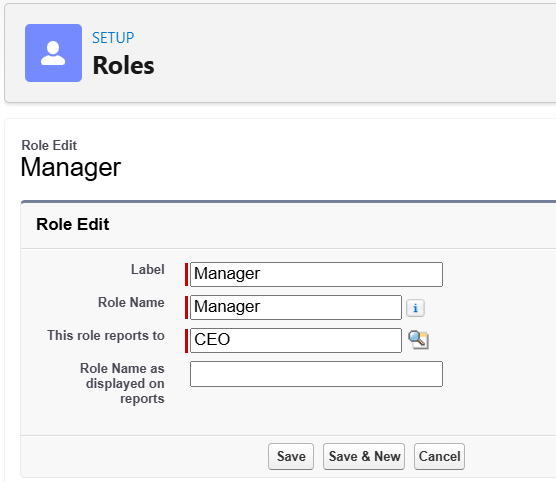 SETUP
Roles
Role Edit
Manager
Role Edit
Label
Manager
Role Name
Manager
i
This role reports to
CEO
Role Name as
displayed on
reports
Save
Save & New
Cancel